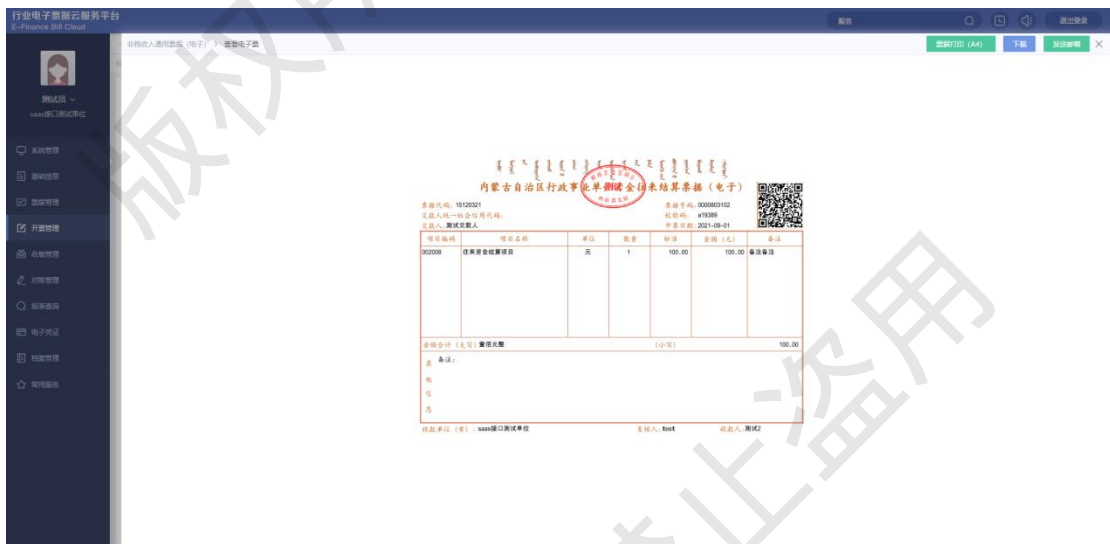 行业电子票据云服务平台
E-Finance Bill Cloud
服务
退出登录
非税收入通用票据（电子） > 查看电子票
票据打印（A4）
下载
发送邮箱
测试员
saas接口测试单位
系统管理
基础信息
票据管理
开票管理
收缴管理
对账管理
报表查询
电子凭证
档案管理
常用服务
内蒙古自治区行政事业单
测试
金往来结算票据（电子）
票据代码：15120321
票据号码：0000803102
交款人统一社会信用代码：
校验码：a19389
交款人：测试交款人
开票日期：2021-09-01
项目编码 项目名称 单位 数量 标准 金额（元） 备注
002008 往来资金结算项目 元 1 100.00 100.00 备注备注
金额合计（大写）壹佰元整 （小写） 100.00
其他信息
备注：
收款单位（章）：saas接口测试单位 复核人：test 收款人：测试2
版权所
禁止盗用